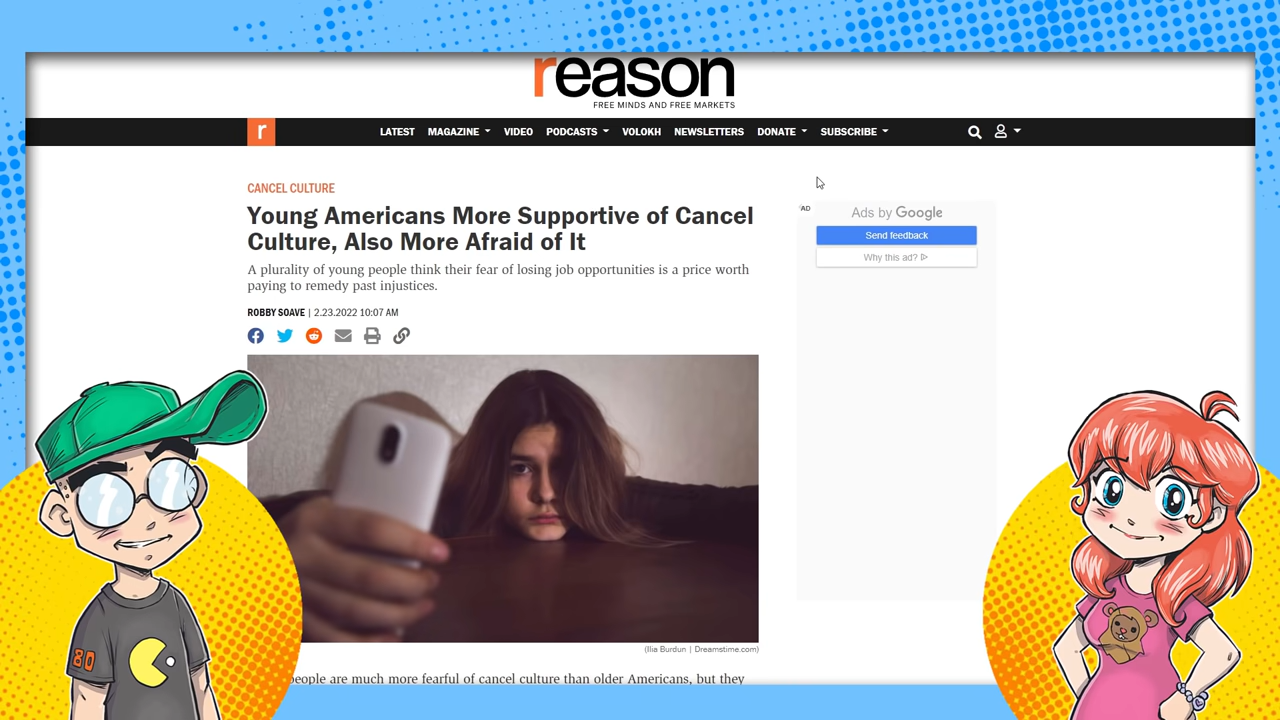 reason
FREE MINDS AND FREE MARKETS
r LATEST MAGAZINE VIDEO PODCASTS VOLOKH NEWSLETTERS DONATE SUBSCRIBE
CANCEL CULTURE
Young Americans More Supportive of Cancel
Culture, Also More Afraid of It
A plurality of young people think their fear of losing job opportunities is a price worth
paying to remedy past injustices.
ROBBY SOAVE | 2.23.2022 10:07 AM
AD
Ads by Google
Send feedback
Why this ad?
(Ilia Burdun | Dreamstime.com)
people are much more fearful of cancel culture than older Americans, but they
80